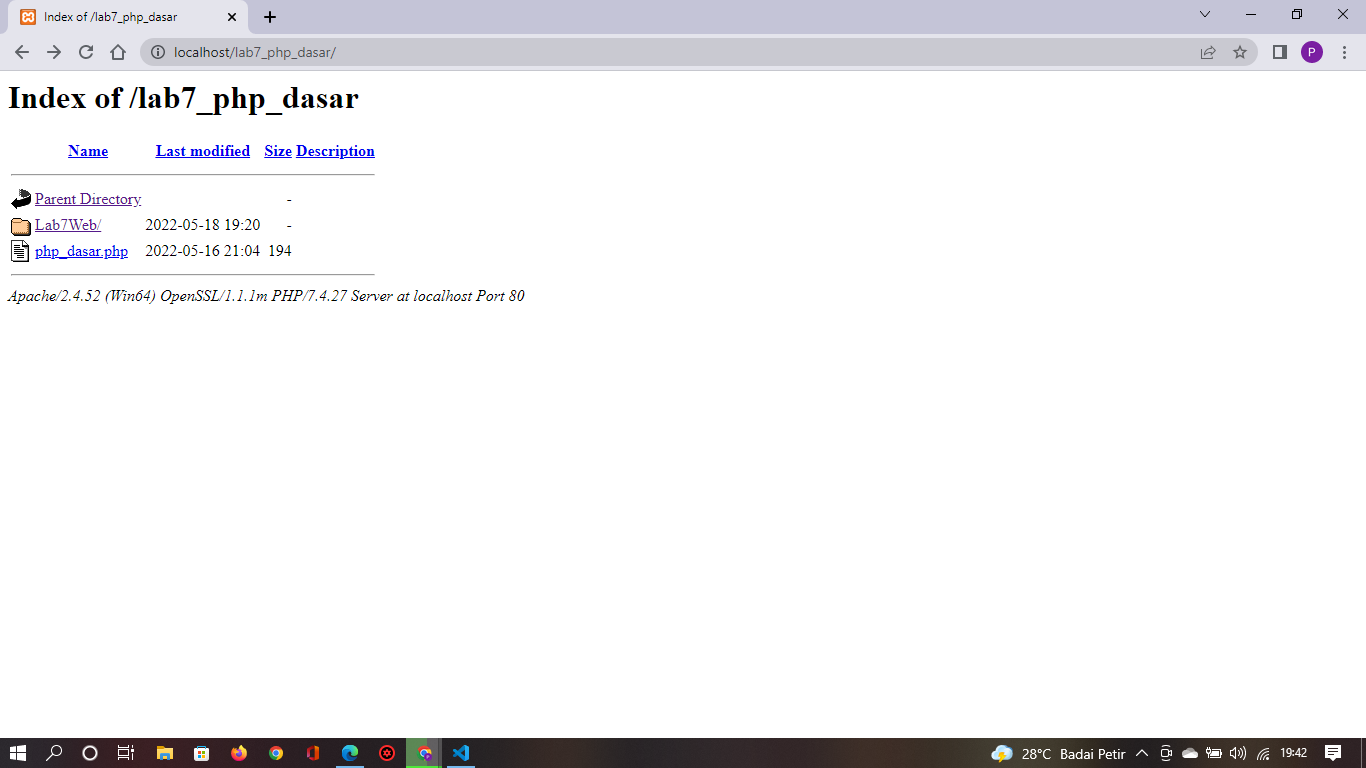 Index of /lab7_php_dasar
localhost/lab7_php_dasar/
P
Index of /lab7_php_dasar
Name Last modified Size Description
Parent Directory -
Lab7Web/ 2022-05-18 19:20 -
php_dasar.php 2022-05-16 21:04 194
Apache/2.4.52 (Win64) OpenSSL/1.1.1m PHP/7.4.27 Server at localhost Port 80
28°C Badai Petir 19:42